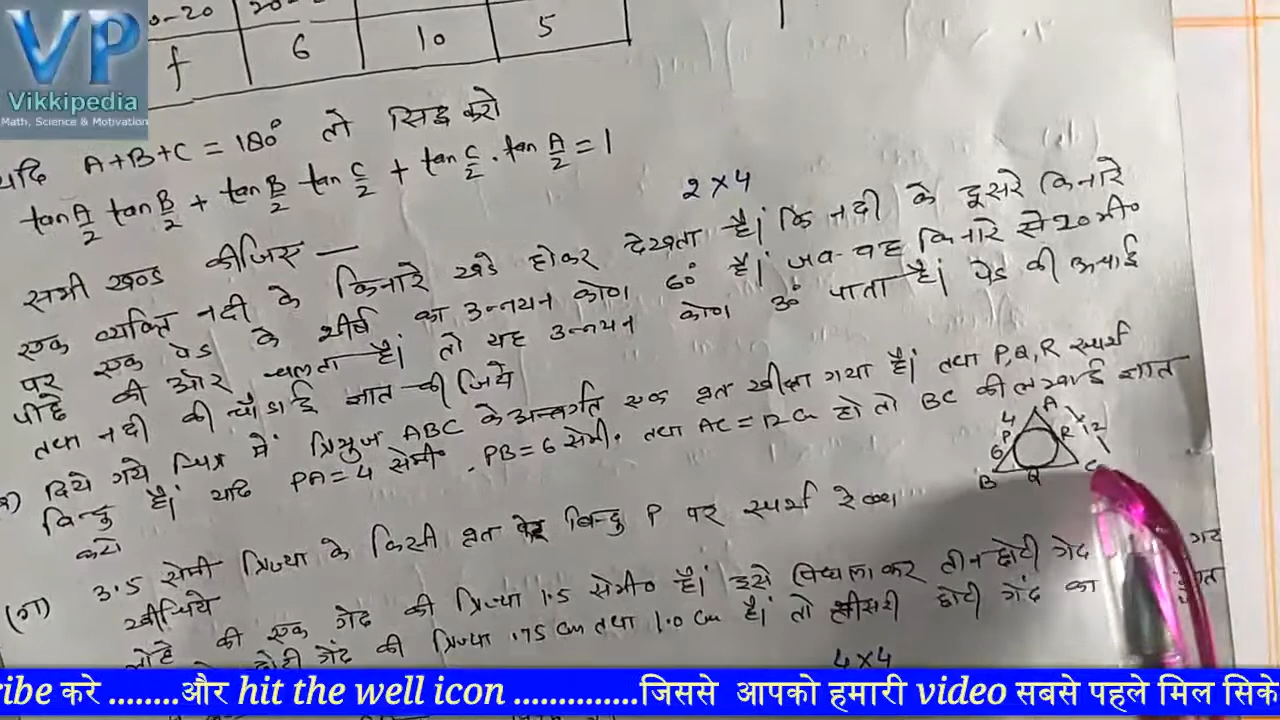 VP
Vikkipedia
Math, Science & Motivation
0-20
f 6 10 5
यदि A+B+C = 180° तो सिद्ध करो
tan A/2 tan B/2 + tan B/2 tan C/2 + tan C/2 . tan A/2 = 1
2 x 4
सभी खण्ड कीजिए —
एक व्यक्ति नदी के किनारे खडे होकर देखता है। कि नदी के दूसरे किनारे
पर एक पेड के शीर्ष का उन्नयन कोण 60° है। जब वह किनारे से 20 मी०
पीछे की ओर चलता है। तो यह उन्नयन कोण 30° पाता है। पेड की ऊचाई
तथा नदी की चौडाई ज्ञात कीजिये
दिये गये चित्र में त्रिभुज ABC के अन्तर्गत एक वृत खीचा गया है। तथा P,Q,R स्पर्श
बिन्दु है। यदि PA = 4 सेमी . PB = 6 सेमी. तथा AC = 12 Cm हो तो BC की लम्बाई ज्ञात
करो
A
4
P
R
12
6
B
Q
C
(ग) 3.5 सेमी त्रिज्या के किसी वृत पर बिन्दु P पर स्पर्श रेखा
खीचिये
लोहे की एक गेंद की त्रिज्या 1.5 सेमी० है। इसे पिघलाकर तीन छोटी गेंद
छोटी गेंद की त्रिज्या .75 cm तथा 1.0 cm है। तो तीसरी छोटी गेंद का
4 x 4
ribe करे ........और hit the well icon ..............जिससे आपको हमारी video सबसे पहले मिल सिके